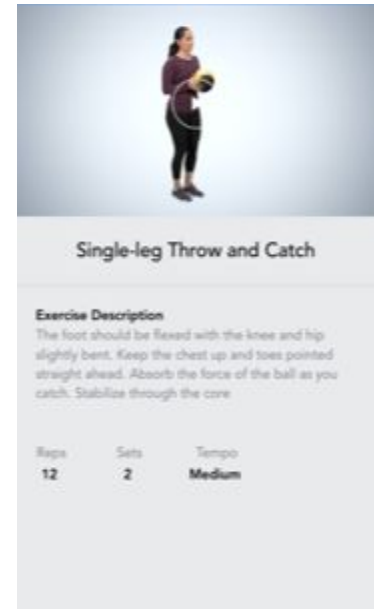 Single-leg Throw and Catch
Exercise Description
The foot should be flexed with the knee and hip
slightly bent. Keep the chest up and toes pointed
straight ahead. Absorb the force of the ball as you
catch. Stabilize through the core
Reps Sets Tempo
12 2 Medium